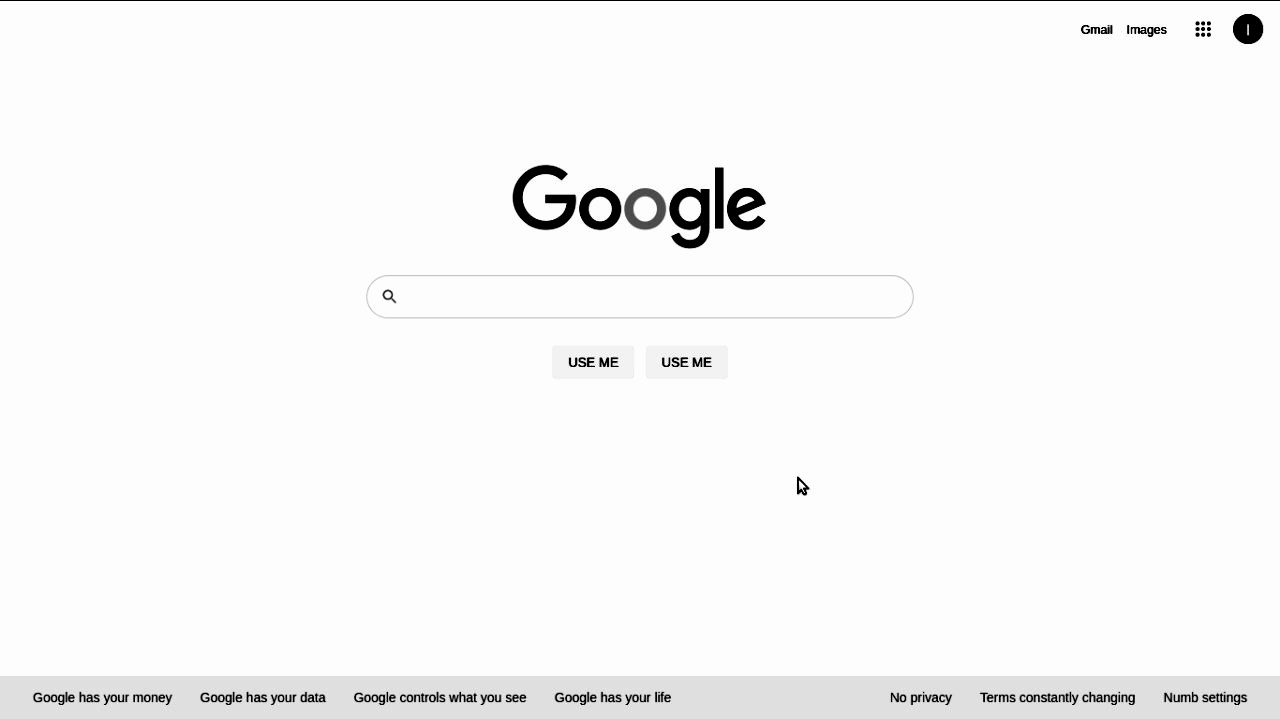 Gmail Images I
Google
USE ME USE ME
Google has your money Google has your data Google controls what you see Google has your life No privacy Terms constantly changing Numb settings